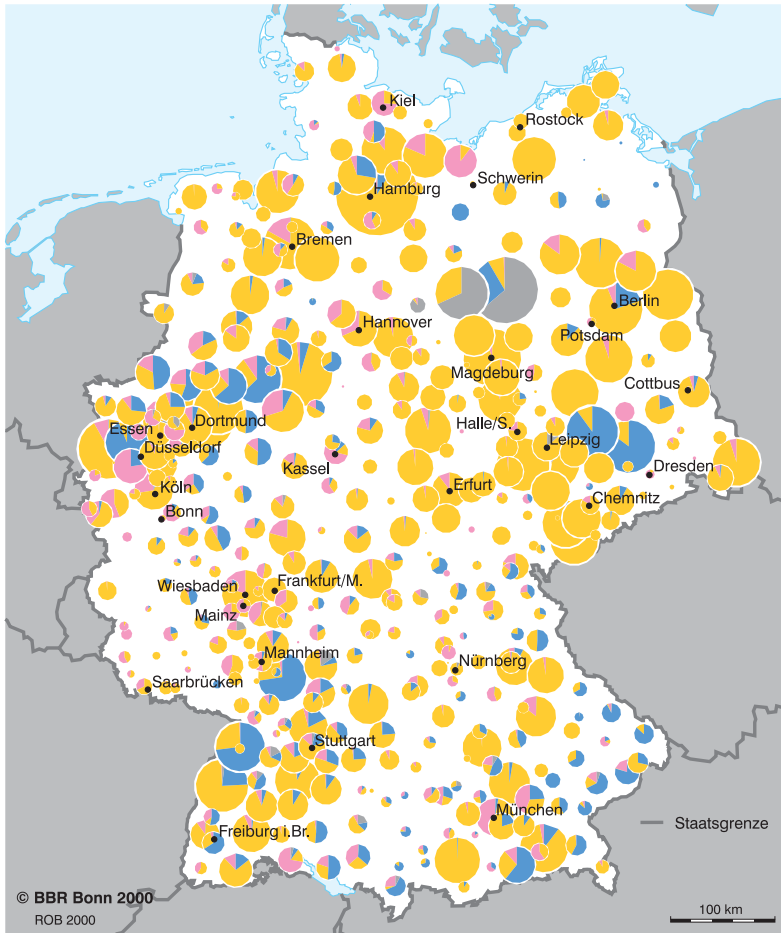 Kiel
Rostock
Schwerin
Hamburg
Bremen
Berlin
Hannover
Potsdam
Magdeburg
Cottbus
Dortmund
Essen
Halle/S.
Düsseldorf
Leipzig
Kassel
Dresden
Köln
Erfurt
Chemnitz
Bonn
Wiesbaden
Frankfurt/M.
Mainz
Mannheim
Nürnberg
Saarbrücken
Stuttgart
München
Staatsgrenze
Freiburg i.Br.
© BBR Bonn 2000
ROB 2000
100 km